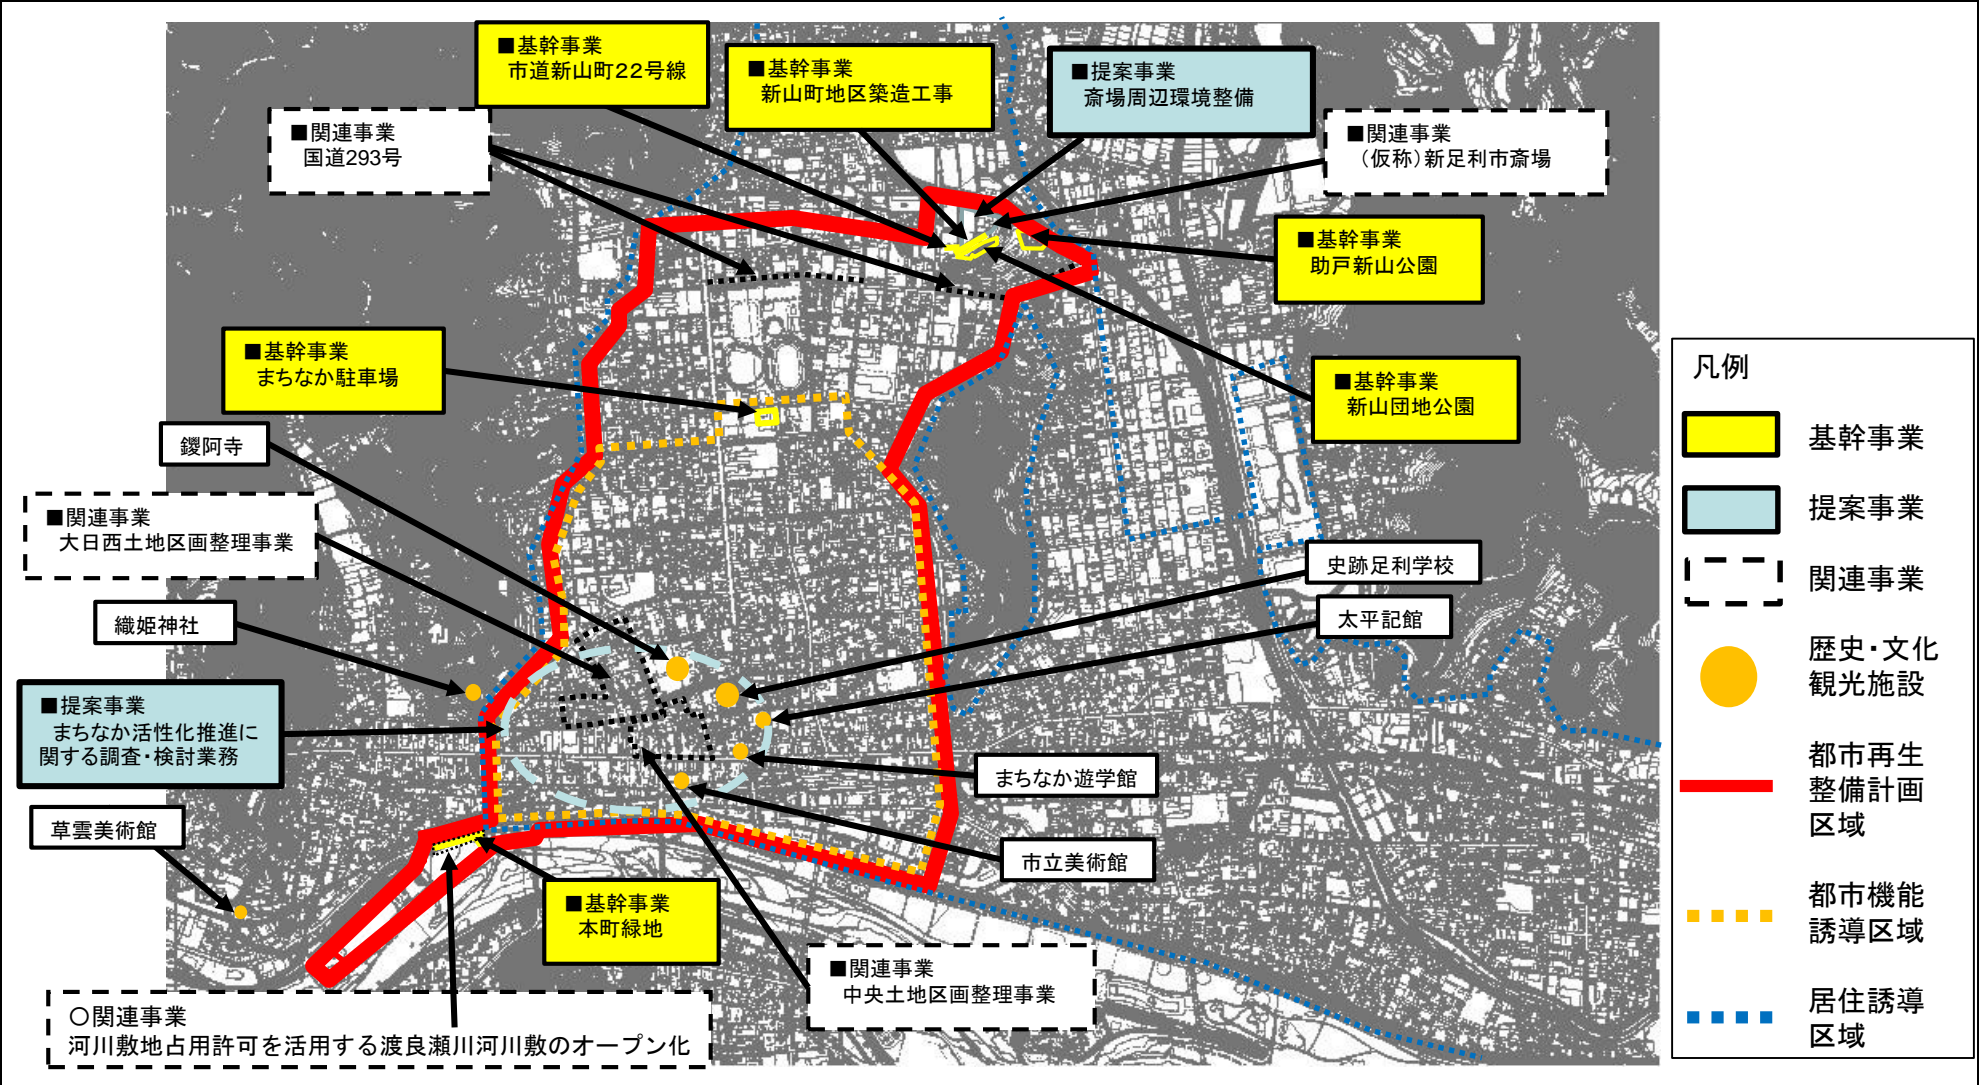 ■基幹事業
市道新山町22号線
■基幹事業
新山町地区築造工事
■提案事業
斎場周辺環境整備
■関連事業
国道293号
■関連事業
（仮称）新足利市斎場
■基幹事業
助戸新山公園
■基幹事業
まちなか駐車場
■基幹事業
新山団地公園
鑁阿寺
■関連事業
大日西土地区画整理事業
史跡足利学校
太平記館
織姫神社
■提案事業
まちなか活性化推進に
関する調査・検討業務
まちなか遊学館
草雲美術館
市立美術館
■基幹事業
本町緑地
■関連事業
中央土地区画整理事業
〇関連事業
河川敷地占用許可を活用する渡良瀬川河川敷のオープン化
凡例
基幹事業
提案事業
関連事業
歴史・文化
観光施設
都市再生
整備計画
区域
都市機能
誘導区域
居住誘導
区域